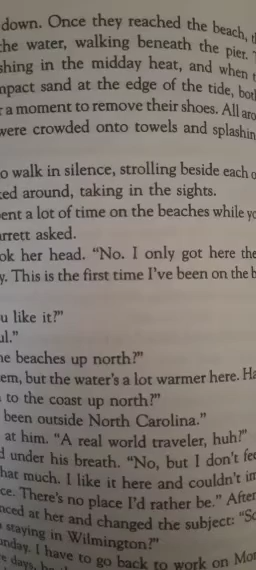 down. Once they reached the beach,
the water, walking beneath the pier.
shing in the midday heat, and when
mpact sand at the edge of the tide, both
r a moment to remove their shoes. All aro
were crowded onto towels and splashin
o walk in silence, strolling beside each o
ked around, taking in the sights.
ent a lot of time on the beaches while yo
arrett asked.
ok her head. “No. I only got here the
y. This is the first time I’ve been on the b
u like it?”
ul.”
he beaches up north?”
em, but the water’s a lot warmer here. Ha
to the coast up north?”
been outside North Carolina.”
at him. “A real world traveler, huh?”
d under his breath. “No, but I don’t fee
hat much. I like it here and couldn’t im
ce. There’s no place I’d rather be.” After
nced at her and changed the subject: “So
staying in Wilmington?”
unday. I have to go back to work on Mon
e days,